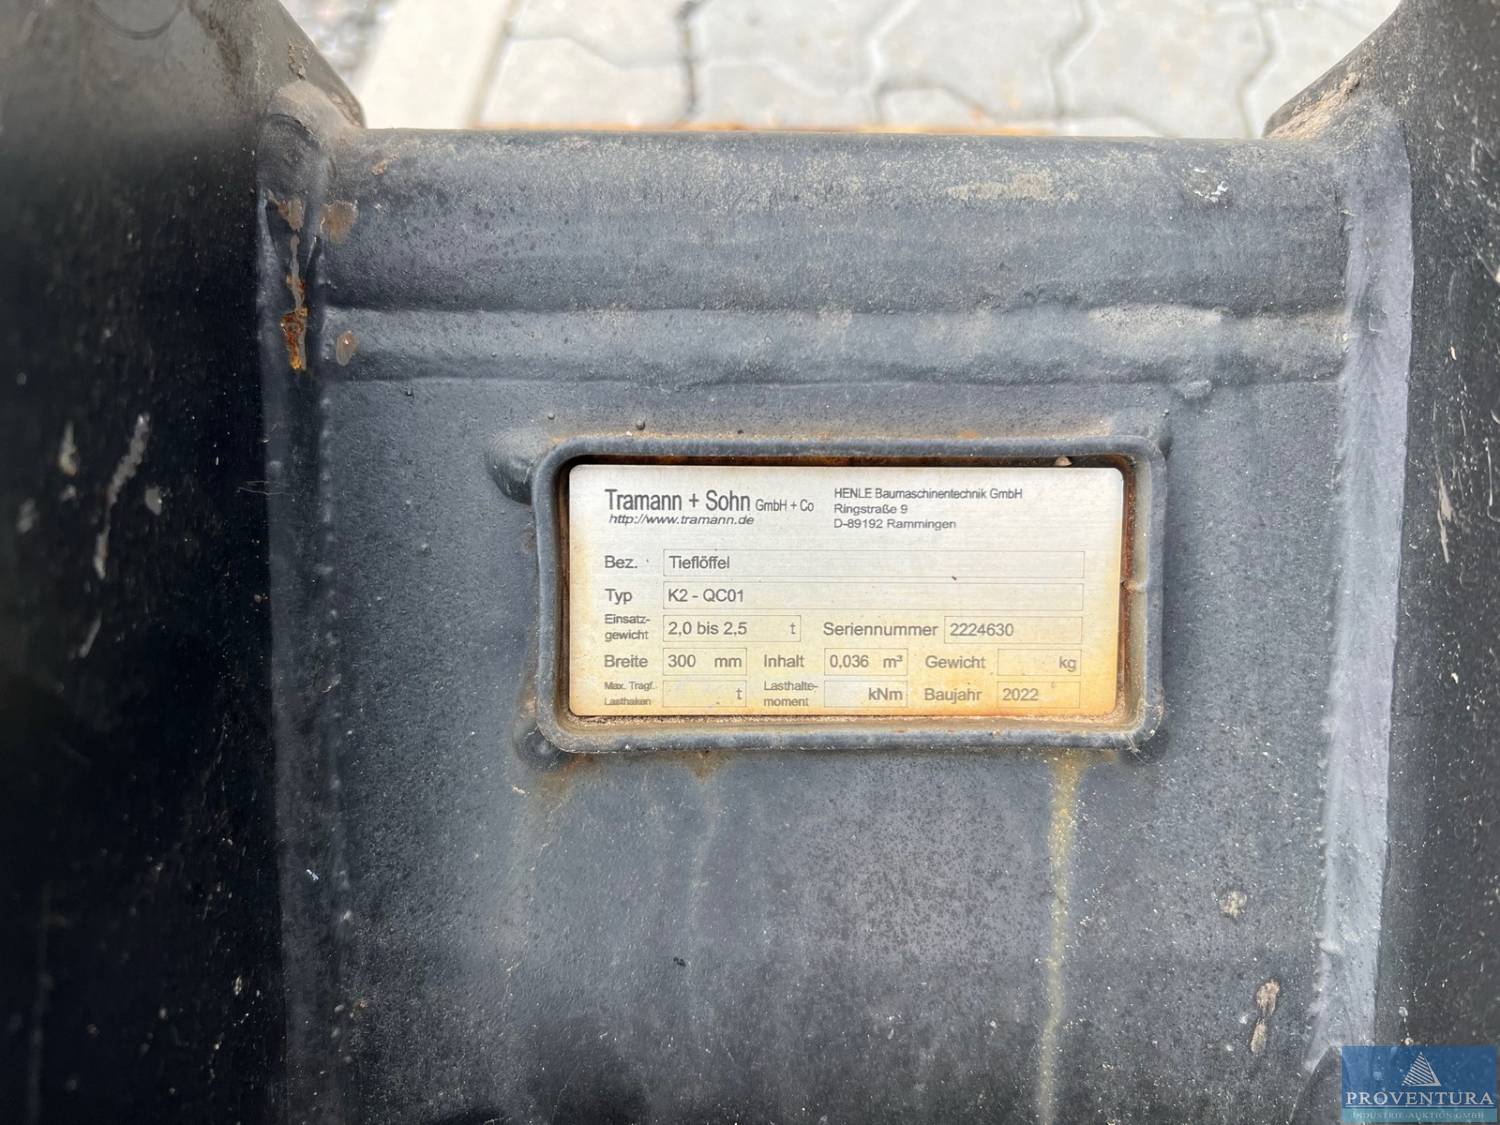 Tramann + Sohn GmbH + Co
http://www.tramann.de
HENLE Baumaschinentechnik GmbH
Ringstraße 9
D-89192 Rammingen
Bez. Tieflöffel
Typ K2 - QC01
Einsatz-
gewicht 2,0 bis 2,5 t Seriennummer 2224630
Breite 300 mm Inhalt 0,036 m³ Gewicht kg
Max. Tragf.
Lasthaken t Lasthalte-
moment kNm Baujahr 2022
PROVENTURA
INDUSTRIE-AUKTION GMBH